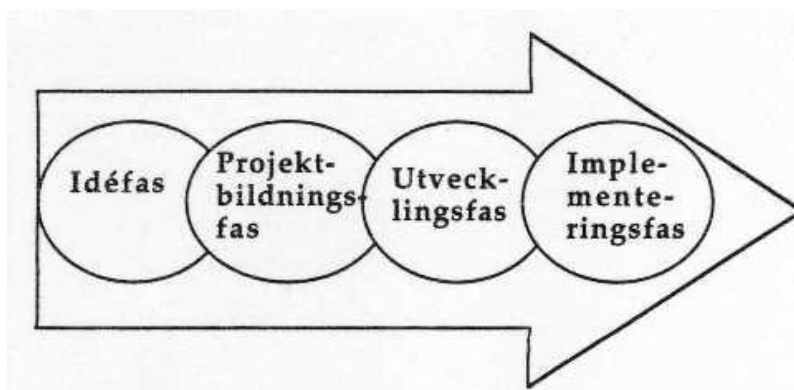 Idéfas
Projekt-
bildnings-
fas
Utveck-
lingsfas
Imple-
mente-
ringsfas